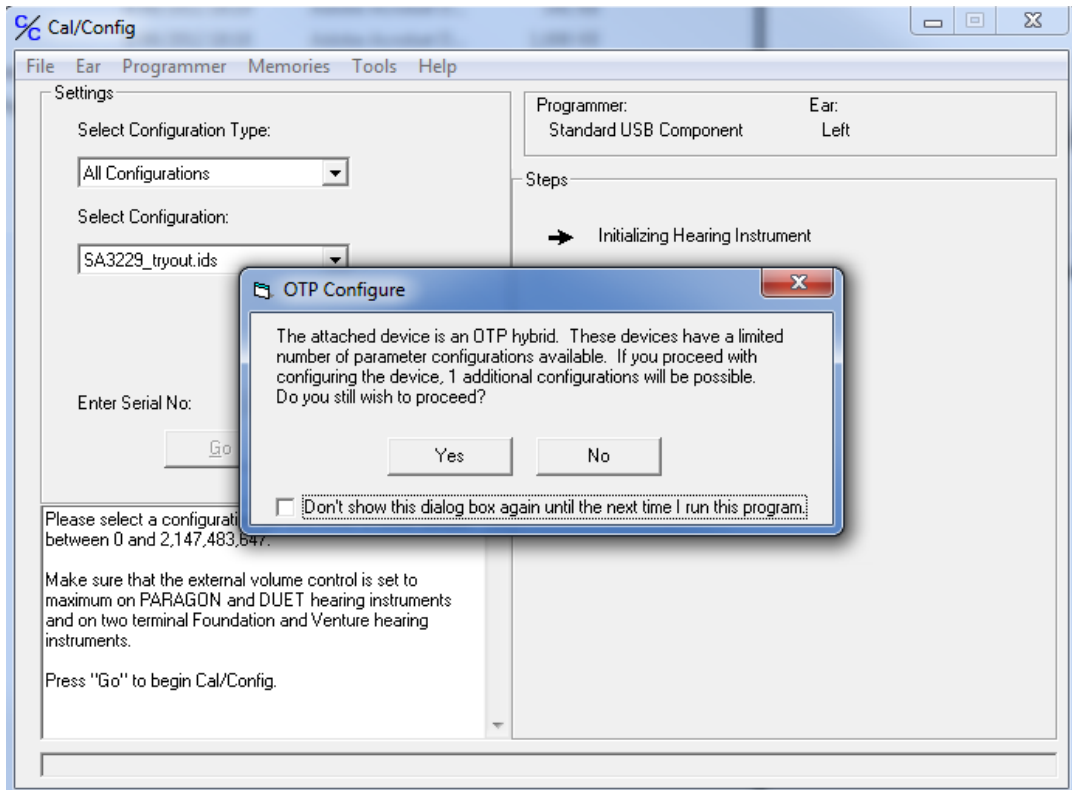 Cal/Config
File Ear Programmer Memories Tools Help
Settings
Select Configuration Type:
All Configurations
Select Configuration:
SA3229_tryout.ids
Enter Serial No:
Go
Please select a configurati
between 0 and 2,147,483,647.
Make sure that the external volume control is set to
maximum on PARAGON and DUET hearing instruments
and on two terminal Foundation and Venture hearing
instruments.
Press "Go" to begin Cal/Config.
Programmer: Ear:
Standard USB Component Left
Steps
Initializing Hearing Instrument
OTP Configure
The attached device is an OTP hybrid. These devices have a limited
number of parameter configurations available. If you proceed with
configuring the device, 1 additional configurations will be possible.
Do you still wish to proceed?
Yes No
Don't show this dialog box again until the next time I run this program.